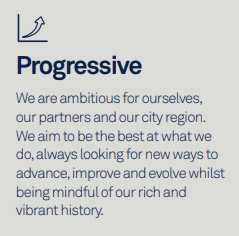 Progressive
We are ambitious for ourselves,
our partners and our city region.
We aim to be the best at what we
do, always looking for new ways to
advance, improve and evolve whilst
being mindful of our rich and
vibrant history.